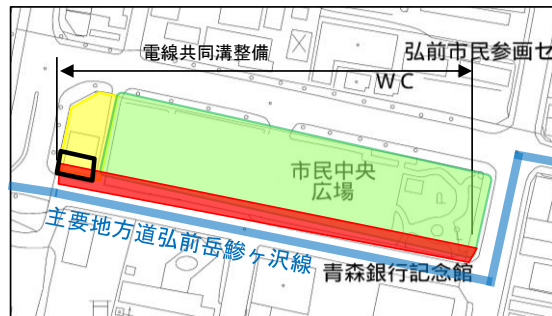 電線共同溝整備
弘前市民参画セ
WC
市民中央
広場
主要地方道弘前岳鰺ヶ沢線
青森銀行記念館